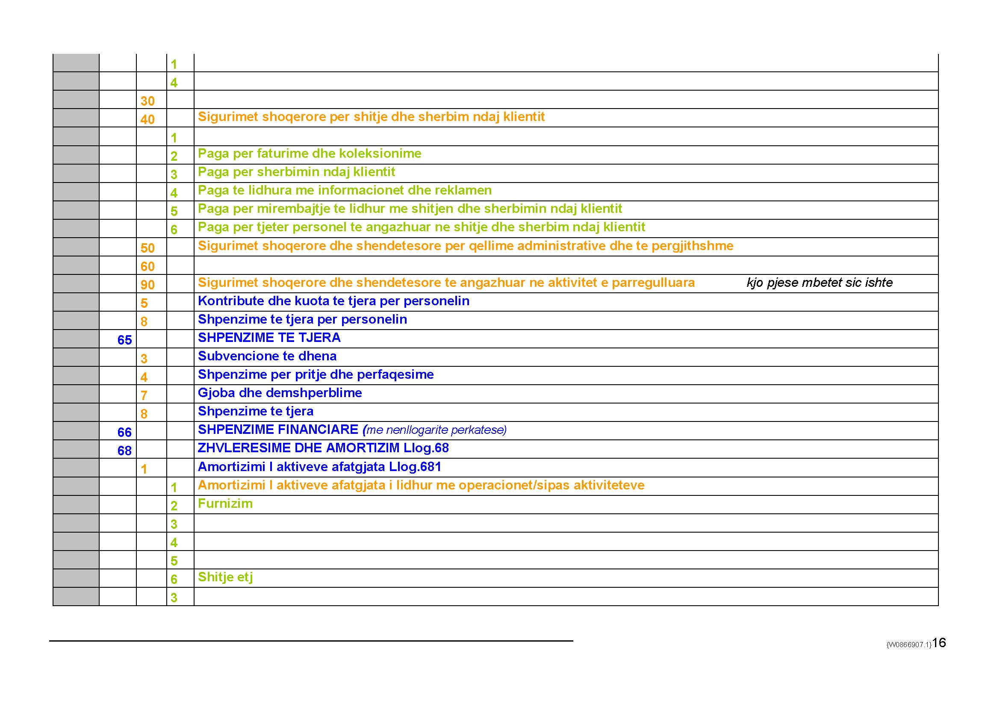 1
4
30
40 Sigurimet shoqerore per shitje dhe sherbim ndaj klientit
1
2 Paga per faturime dhe koleksionime
3 Paga per sherbimin ndaj klientit
4 Paga te lidhura me informacionet dhe reklamen
5 Paga per mirembajtje te lidhur me shitjen dhe sherbimin ndaj klientit
6 Paga per tjeter personel te angazhuar ne shitje dhe sherbim ndaj klientit
50 Sigurimet shoqerore dhe shendetesore per qellime administrative dhe te pergjithshme
60
90 Sigurimet shoqerore dhe shendetesore te angazhuar ne aktivitet e parregulluara kjo pjese mbetet sic ishte
5 Kontribute dhe kuota te tjera per personelin
8 Shpenzime te tjera per personelin
65 SHPENZIME TE TJERA
3 Subvencione te dhena
4 Shpenzime per pritje dhe perfaqesime
7 Gjoba dhe demshperblime
8 Shpenzime te tjera
66 SHPENZIME FINANCIARE (me nenllogarite perkatese)
68 ZHVLERESIME DHE AMORTIZIM Llog.68
1 Amortizimi I aktiveve afatgjata Llog.681
1 Amortizimi I aktiveve afatgjata i lidhur me operacionet/sipas aktiviteteve
2 Furnizim
3
4
5
6 Shitje etj
3
{W0866907.1}16